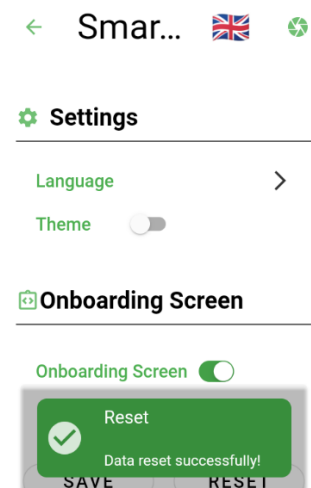 Smar...
Settings
Language
Theme
Onboarding Screen
Onboarding Screen
Reset
Data reset successfully!
SAVE RESET